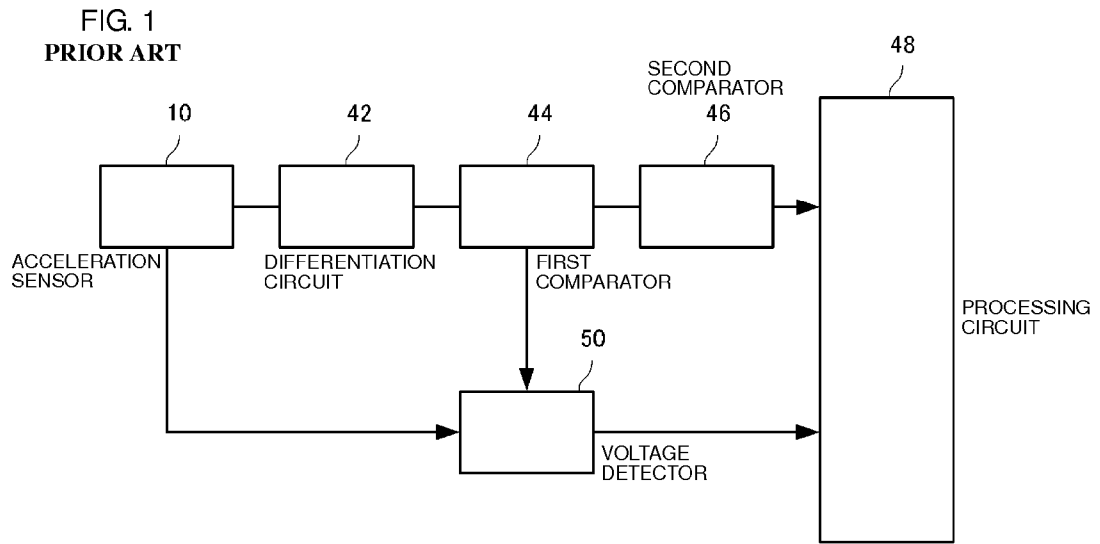 FIG. 1
PRIOR ART
48
SECOND
COMPARATOR
10
42
44
46
ACCELERATION
SENSOR
DIFFERENTIATION
CIRCUIT
FIRST
COMPARATOR
PROCESSING
CIRCUIT
50
VOLTAGE
DETECTOR